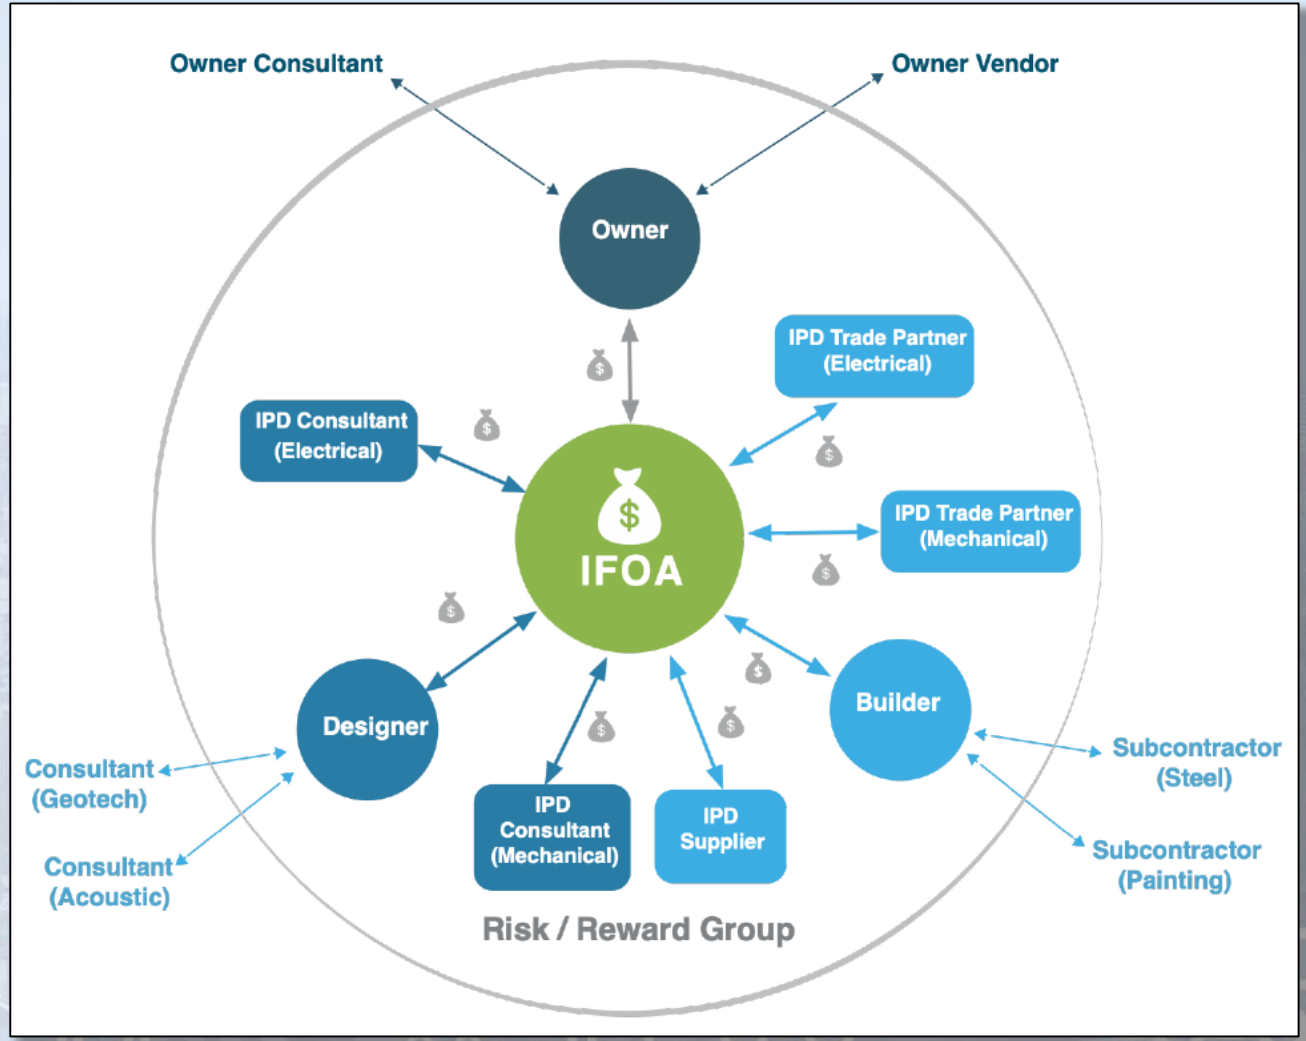 Owner Consultant
Owner Vendor
Owner
$
IPD Trade Partner
(Electrical)
IPD Consultant
(Electrical)
$
$
$
IFOA
IPD Trade Partner
(Mechanical)
$
$
$
Builder
Designer
$
$
Subcontractor
(Steel)
Consultant
(Geotech)
IPD
Consultant
(Mechanical)
IPD
Supplier
Subcontractor
(Painting)
Consultant
(Acoustic)
Risk / Reward Group